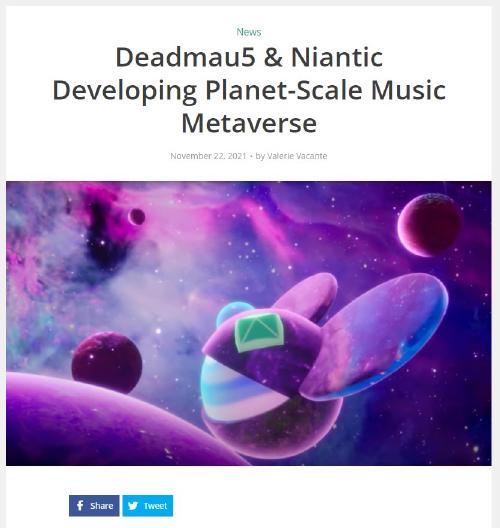 News
Deadmau5 & Niantic
Developing Planet-Scale Music
Metaverse
November 22, 2021 • by Valerie Vacante
Share
Tweet